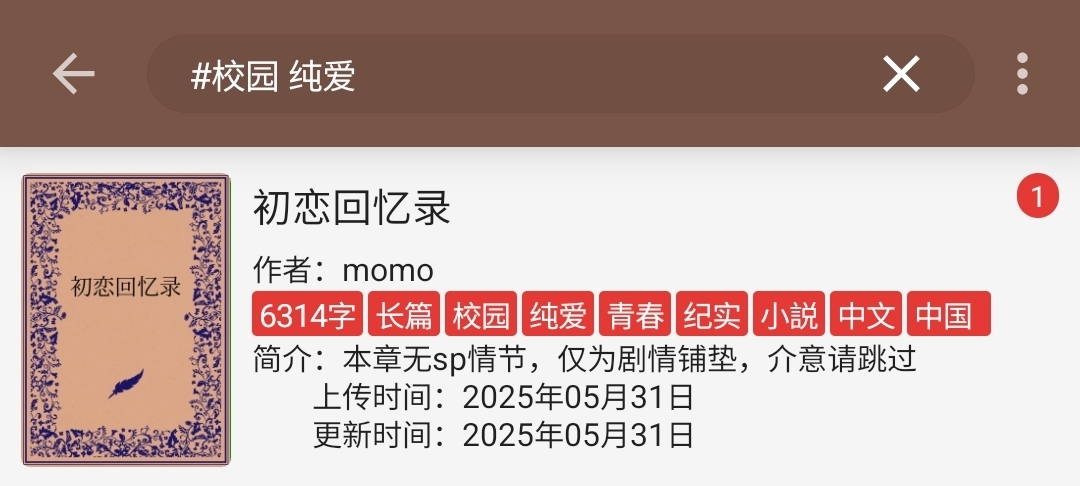 #校园 纯爱
初恋回忆录
1
作者：momo
初恋回忆录
6314字 长篇 校园 纯爱 青春 纪实 小説 中文 中国
简介：本章无sp情节，仅为剧情铺垫，介意请跳过
上传时间：2025年05月31日
更新时间：2025年05月31日